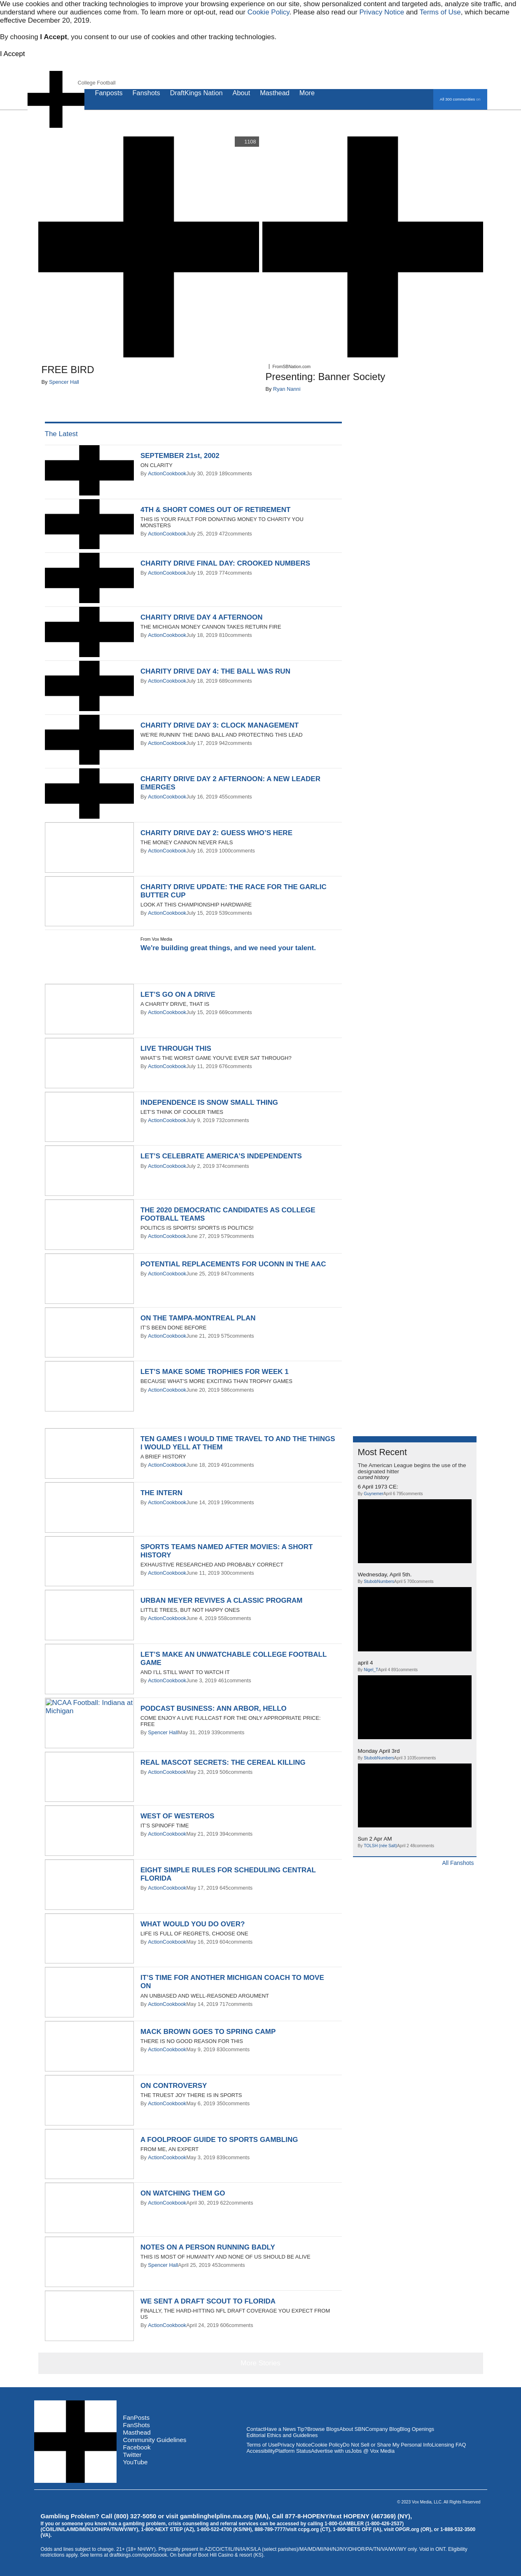 We use cookies and other tracking technologies to improve your browsing experience on our site, show personalized content and targeted ads, analyze site traffic, and
understand where our audiences come from. To learn more or opt-out, read our Cookie Policy. Please also read our Privacy Notice and Terms of Use, which became
effective December 20, 2019.
By choosing I Accept, you consent to our use of cookies and other tracking technologies.
I Accept
College Football
Fanposts Fanshots DraftKings Nation About Masthead More
1108
FREE BIRD
By Spencer Hall
From SBNation.com
Presenting: Banner Society
By Ryan Nanni
The Latest
SEPTEMBER 21st, 2002
ON CLARITY
By ActionCookbookJuly 30, 2019 188comments
4TH & SHORT COMES OUT OF RETIREMENT
THIS IS YOUR FAULT FOR DONATING MONEY TO CHARITY YOU
MONSTERS
By ActionCookbookJuly 25, 2019 472comments
CHARITY DRIVE FINAL DAY: CROOKED NUMBERS
By ActionCookbookJuly 19, 2019 774comments
CHARITY DRIVE DAY 4 AFTERNOON
THE MICHIGAN MONEY CANNON TAKES RETURN FIRE
By ActionCookbookJuly 18, 2019 810comments
CHARITY DRIVE DAY 4: THE BALL WAS RUN
By ActionCookbookJuly 18, 2019 689comments
CHARITY DRIVE DAY 3: CLOCK MANAGEMENT
WE'RE RUNNIN' THE DANG BALL AND PROTECTING THIS LEAD
By ActionCookbookJuly 17, 2019 942comments
CHARITY DRIVE DAY 2 AFTERNOON: A NEW LEADER
EMERGES
By ActionCookbookJuly 16, 2019 455comments
CHARITY DRIVE DAY 2: GUESS WHO'S HERE
THE MONEY CANNON NEVER FAILS
By ActionCookbookJuly 16, 2019 1000comments
CHARITY DRIVE UPDATE: THE RACE FOR THE GARLIC
BUTTER CUP
LOOK AT THIS CHAMPIONSHIP HARDWARE
By ActionCookbookJuly 15, 2019 539comments
From Vox Media
We're building great things, and we need your talent.
LET'S GO ON A DRIVE
A CHARITY DRIVE, THAT IS
By ActionCookbookJuly 15, 2019 669comments
LIVE THROUGH THIS
WHAT'S THE WORST GAME YOU'VE EVER SAT THROUGH?
By ActionCookbookJuly 11, 2019 676comments
INDEPENDENCE IS SNOW SMALL THING
LET'S THINK OF COOLER TIMES
By ActionCookbookJuly 9, 2019 732comments
LET'S CELEBRATE AMERICA'S INDEPENDENTS
By ActionCookbookJuly 2, 2019 374comments
THE 2020 DEMOCRATIC CANDIDATES AS COLLEGE
FOOTBALL TEAMS
POLITICS IS SPORTS! SPORTS IS POLITICS!
By ActionCookbookJune 27, 2019 579comments
POTENTIAL REPLACEMENTS FOR UCONN IN THE AAC
By ActionCookbookJune 25, 2019 847comments
ON THE TAMPA-MONTREAL PLAN
IT'S BEEN DONE BEFORE
By ActionCookbookJune 21, 2019 575comments
LET'S MAKE SOME TROPHIES FOR WEEK 1
BECAUSE WHAT'S MORE EXCITING THAN TROPHY GAMES
By ActionCookbookJune 20, 2019 586comments
TEN GAMES I WOULD TIME TRAVEL TO AND THE THINGS
I WOULD YELL AT THEM
A BRIEF HISTORY
By ActionCookbookJune 18, 2019 491comments
THE INTERN
By ActionCookbookJune 14, 2019 199comments
SPORTS TEAMS NAMED AFTER MOVIES: A SHORT
HISTORY
EXHAUSTIVE RESEARCHED AND PROBABLY CORRECT
By ActionCookbookJune 11, 2019 300comments
URBAN MEYER REVIVES A CLASSIC PROGRAM
LITTLE TREES, BUT NOT HAPPY ONES
By ActionCookbookJune 4, 2019 558comments
LET'S MAKE AN UNWATCHABLE COLLEGE FOOTBALL
GAME
AND I'LL STILL WANT TO WATCH IT
By ActionCookbookJune 3, 2019 461comments
NCAA Football: Indiana at
Michigan
PODCAST BUSINESS: ANN ARBOR, HELLO
COME ENJOY A LIVE FULLCAST FOR THE ONLY APPROPRIATE PRICE:
FREE
By Spencer HallMay 31, 2019 339comments
REAL MASCOT SECRETS: THE CEREAL KILLING
By ActionCookbookMay 23, 2019 506comments
WEST OF WESTEROS
IT'S SPINOFF TIME
By ActionCookbookMay 21, 2019 394comments
EIGHT SIMPLE RULES FOR SCHEDULING CENTRAL
FLORIDA
By ActionCookbookMay 17, 2019 645comments
WHAT WOULD YOU DO OVER?
LIFE IS FULL OF REGRETS; CHOOSE ONE
By ActionCookbookMay 16, 2019 604comments
IT'S TIME FOR ANOTHER MICHIGAN COACH TO MOVE
ON
AN UNBIASED AND WELL-REASONED ARGUMENT
By ActionCookbookMay 14, 2019 717comments
MACK BROWN GOES TO SPRING CAMP
THERE IS NO GOOD REASON FOR THIS
By ActionCookbookMay 9, 2019 830comments
ON CONTROVERSY
THE TRUEST JOY THERE IS IN SPORTS
By ActionCookbookMay 6, 2019 350comments
A FOOLPROOF GUIDE TO SPORTS GAMBLING
FROM ME, AN EXPERT
By ActionCookbookMay 3, 2019 839comments
ON WATCHING THEM GO
By ActionCookbookApril 30, 2019 622comments
NOTES ON A PERSON RUNNING BADLY
THIS IS MOST OF HUMANITY AND NONE OF US SHOULD BE ALIVE
By Spencer HallApril 25, 2019 453comments
WE SENT A DRAFT SCOUT TO FLORIDA
FINALLY, THE HARD-HITTING NFL DRAFT COVERAGE YOU EXPECT FROM
US
By ActionCookbookApril 24, 2019 606comments
Most Recent
The American League begins the use of the
designated hitter
cursed history
6 April 1973 CE:
April 6 795comments
Wednesday, April 5th.
April 5 700comments
april 4
Monday April 3rd
Sun 2 Apr AM
All Fanshots
More Stories
FanPosts
FanShots
Masthead
Community Guidelines
Facebook
Twitter
YouTube
ContactHave a News Tip?Browse BlogsAbout SBNCompany BlogBlog Openings
Editorial Ethics and Guidelines
Terms of UsePrivacy NoticeCookie PolicyDo Not Sell or Share My Personal InfoLicensing FAQ
AccessibilityPlatform StatusAdvertise with usJobs @ Vox Media
© 2023 Vox Media, LLC. All Rights Reserved
Gambling Problem? Call (800) 327-5050 or visit gamblinghelpline.ma.org (MA), Call 877-8-HOPENY/text HOPENY (467369) (NY),
If you or someone you know has a gambling problem, crisis counseling and referral services can be accessed by calling 1-800-GAMBLER (1-800-426-2537)
(CO/IL/IN/LA/MD/MI/NJ/OH/PA/TN/WV/WY), 1-800-NEXT STEP (AZ), 1-800-522-4700 (KS/NH), 888-789-7777/visit ccpg.org (CT), 1-800-BETS OFF (IA), visit OPGR.org (OR), or 1-888-532-3500
(VA).
Odds and lines subject to change. 21+ (18+ NH/WY). Physically present in AZ/CO/CT/IL/IN/IA/KS/LA (select parishes)/MA/MD/MI/NH/NJ/NY/OH/OR/PA/TN/VA/WV/WY only. Void in ONT. Eligibility
restrictions apply. See terms at draftkings.com/sportsbook. On behalf of Boot Hill Casino & resort (KS).